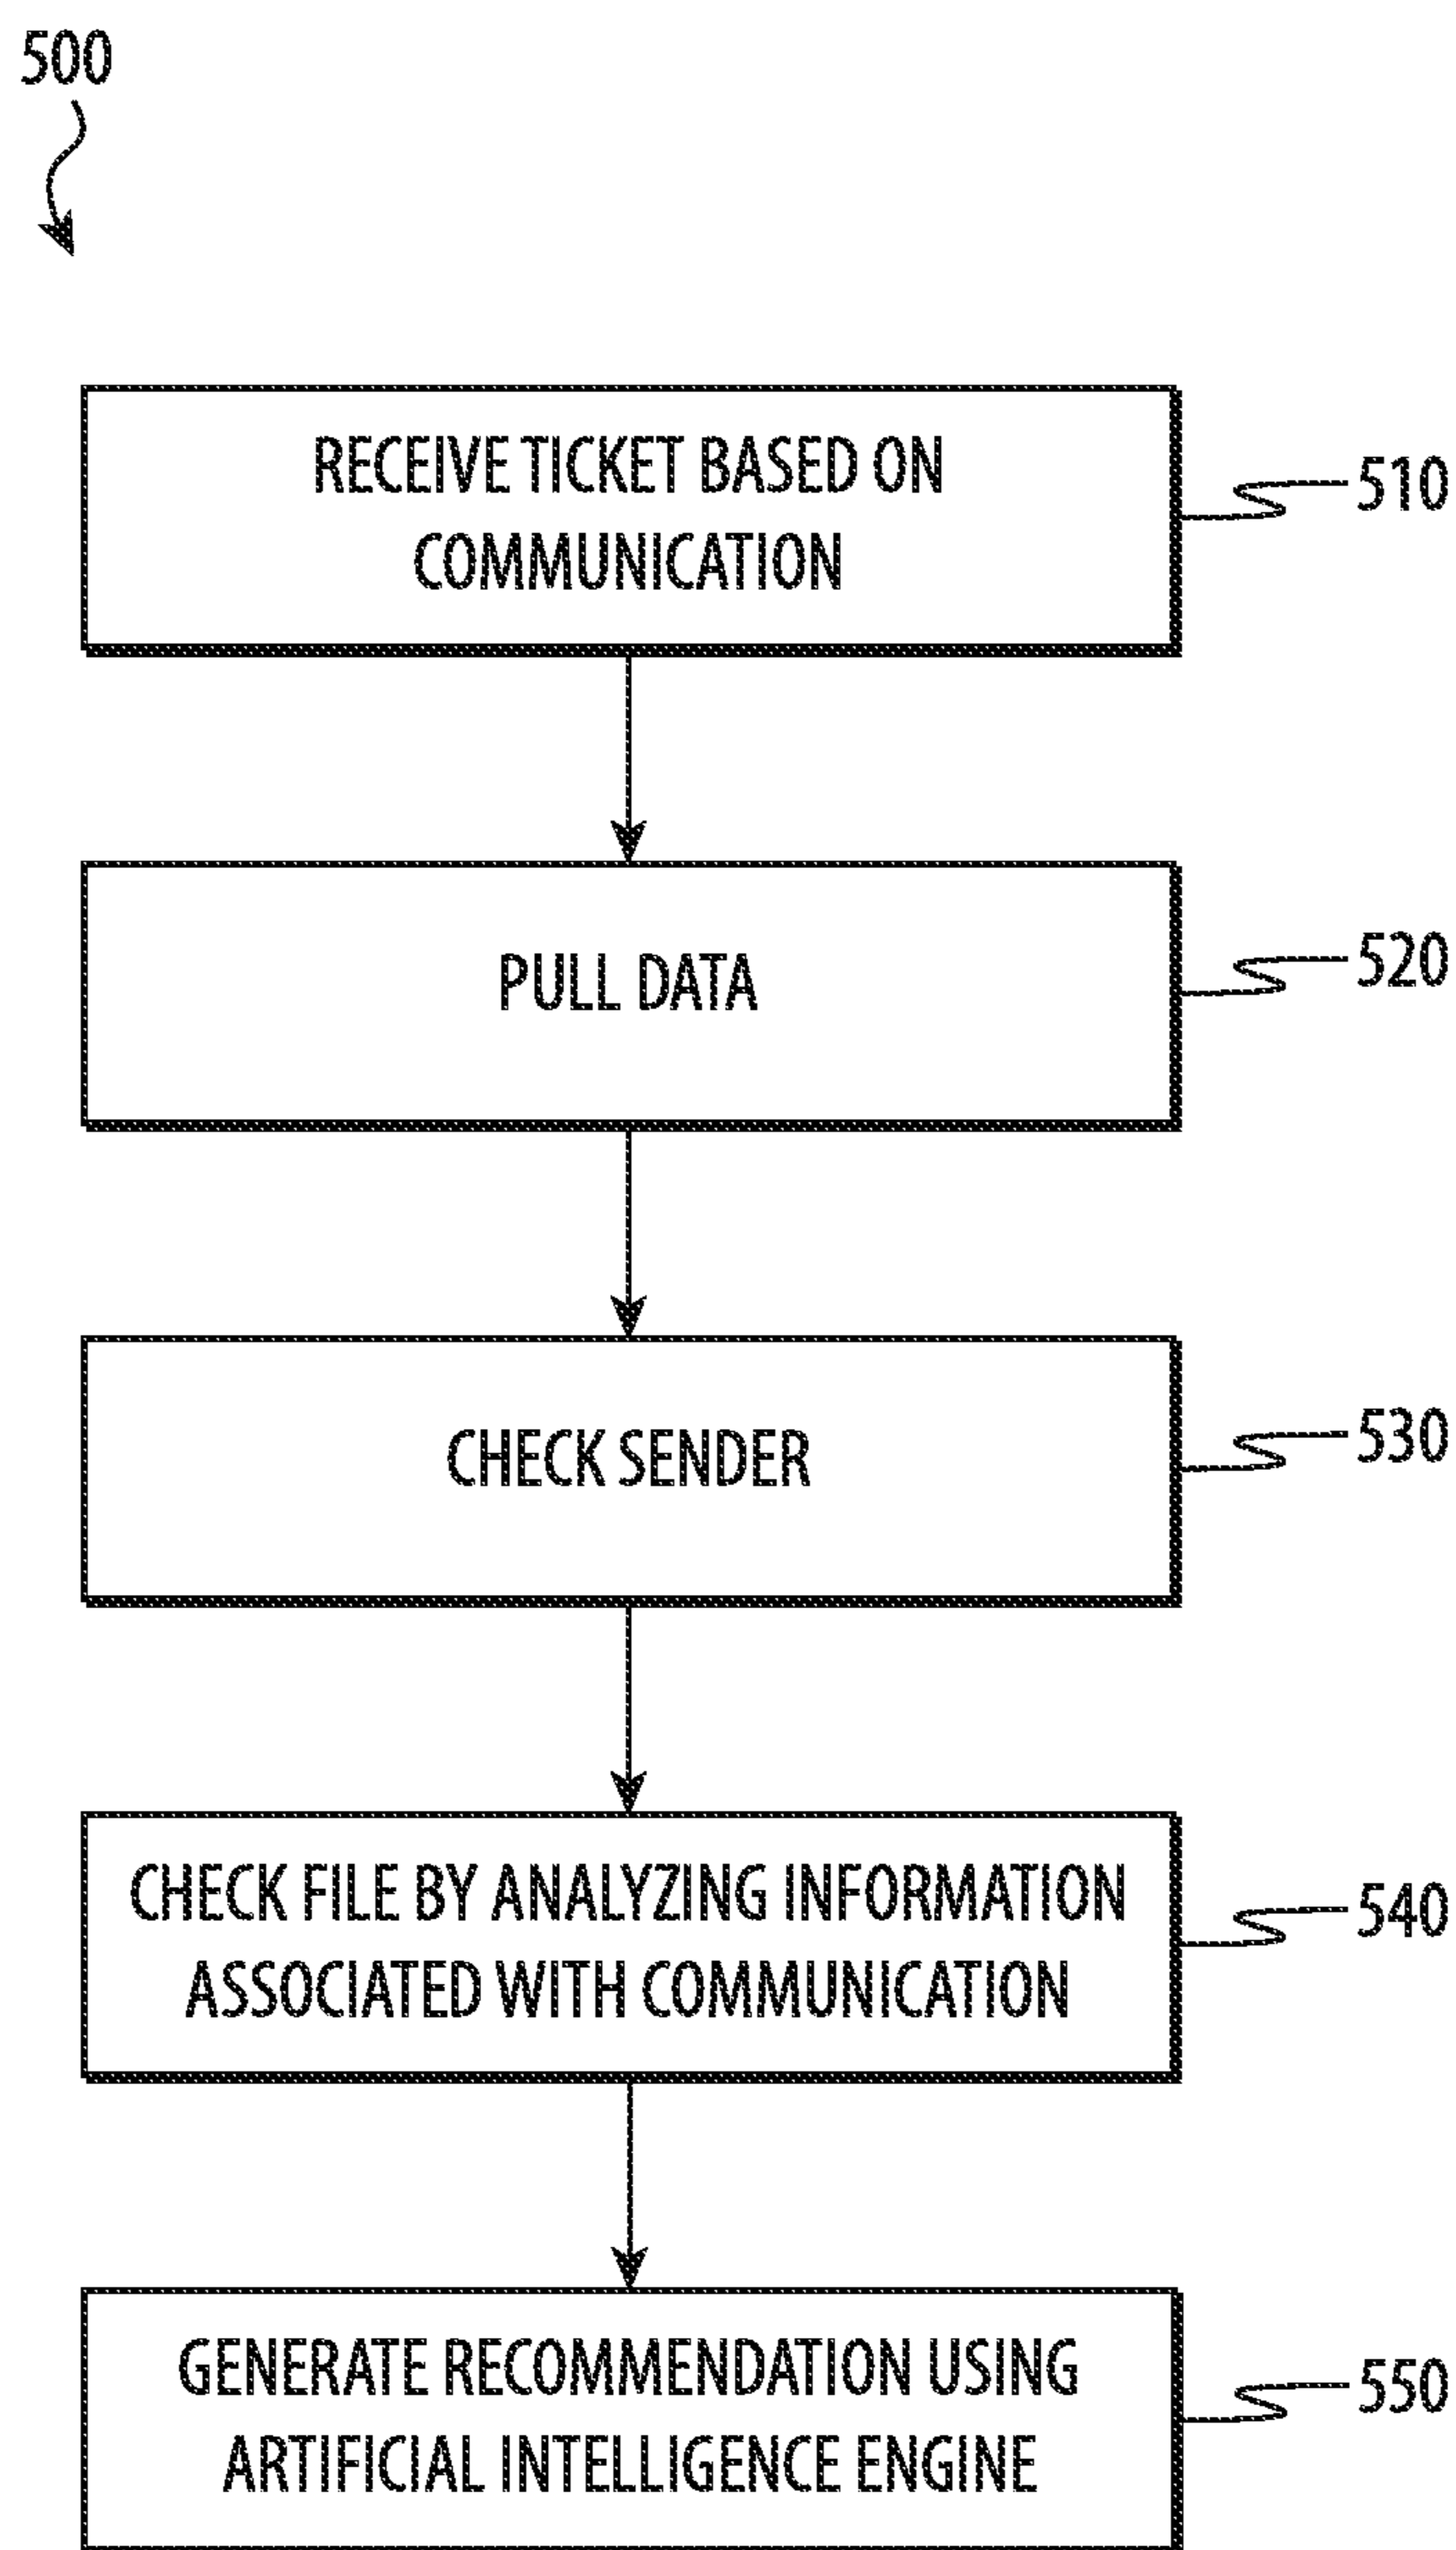 500
RECEIVE TICKET BASED ON
COMMUNICATION
510
PULL DATA
520
CHECK SENDER
530
CHECK FILE BY ANALYZING INFORMATION
ASSOCIATED WITH COMMUNICATION
540
GENERATE RECOMMENDATION USING
ARTIFICIAL INTELLIGENCE ENGINE
550